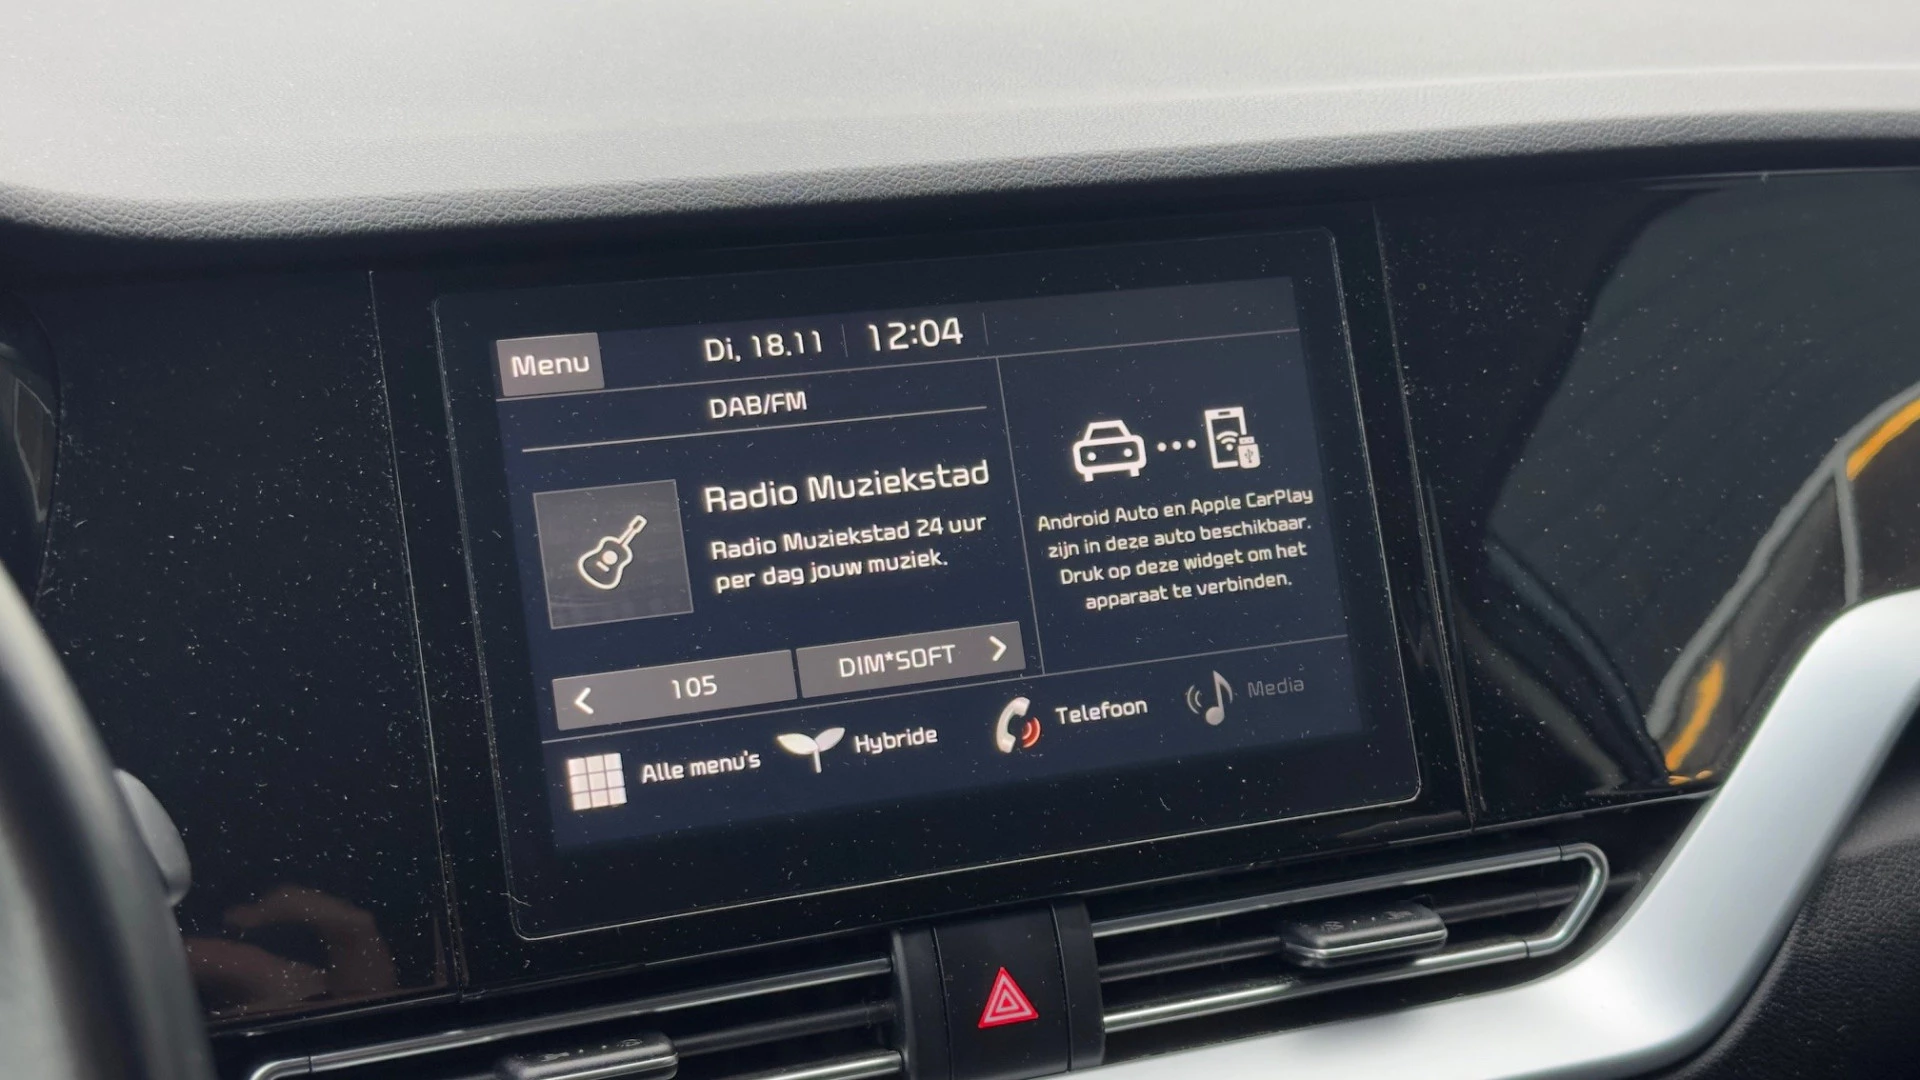 Menu
Di, 18.11
12:04
DAB/FM
Radio Muziekstad
Radio Muziekstad 24 uur
per dag jouw muziek.
105
DIM*SOFT
Android Auto en Apple CarPlay
zijn in deze auto beschikbaar.
Druk op deze widget om het
apparaat te verbinden.
Alle menu's
Hybride
Telefoon
Media